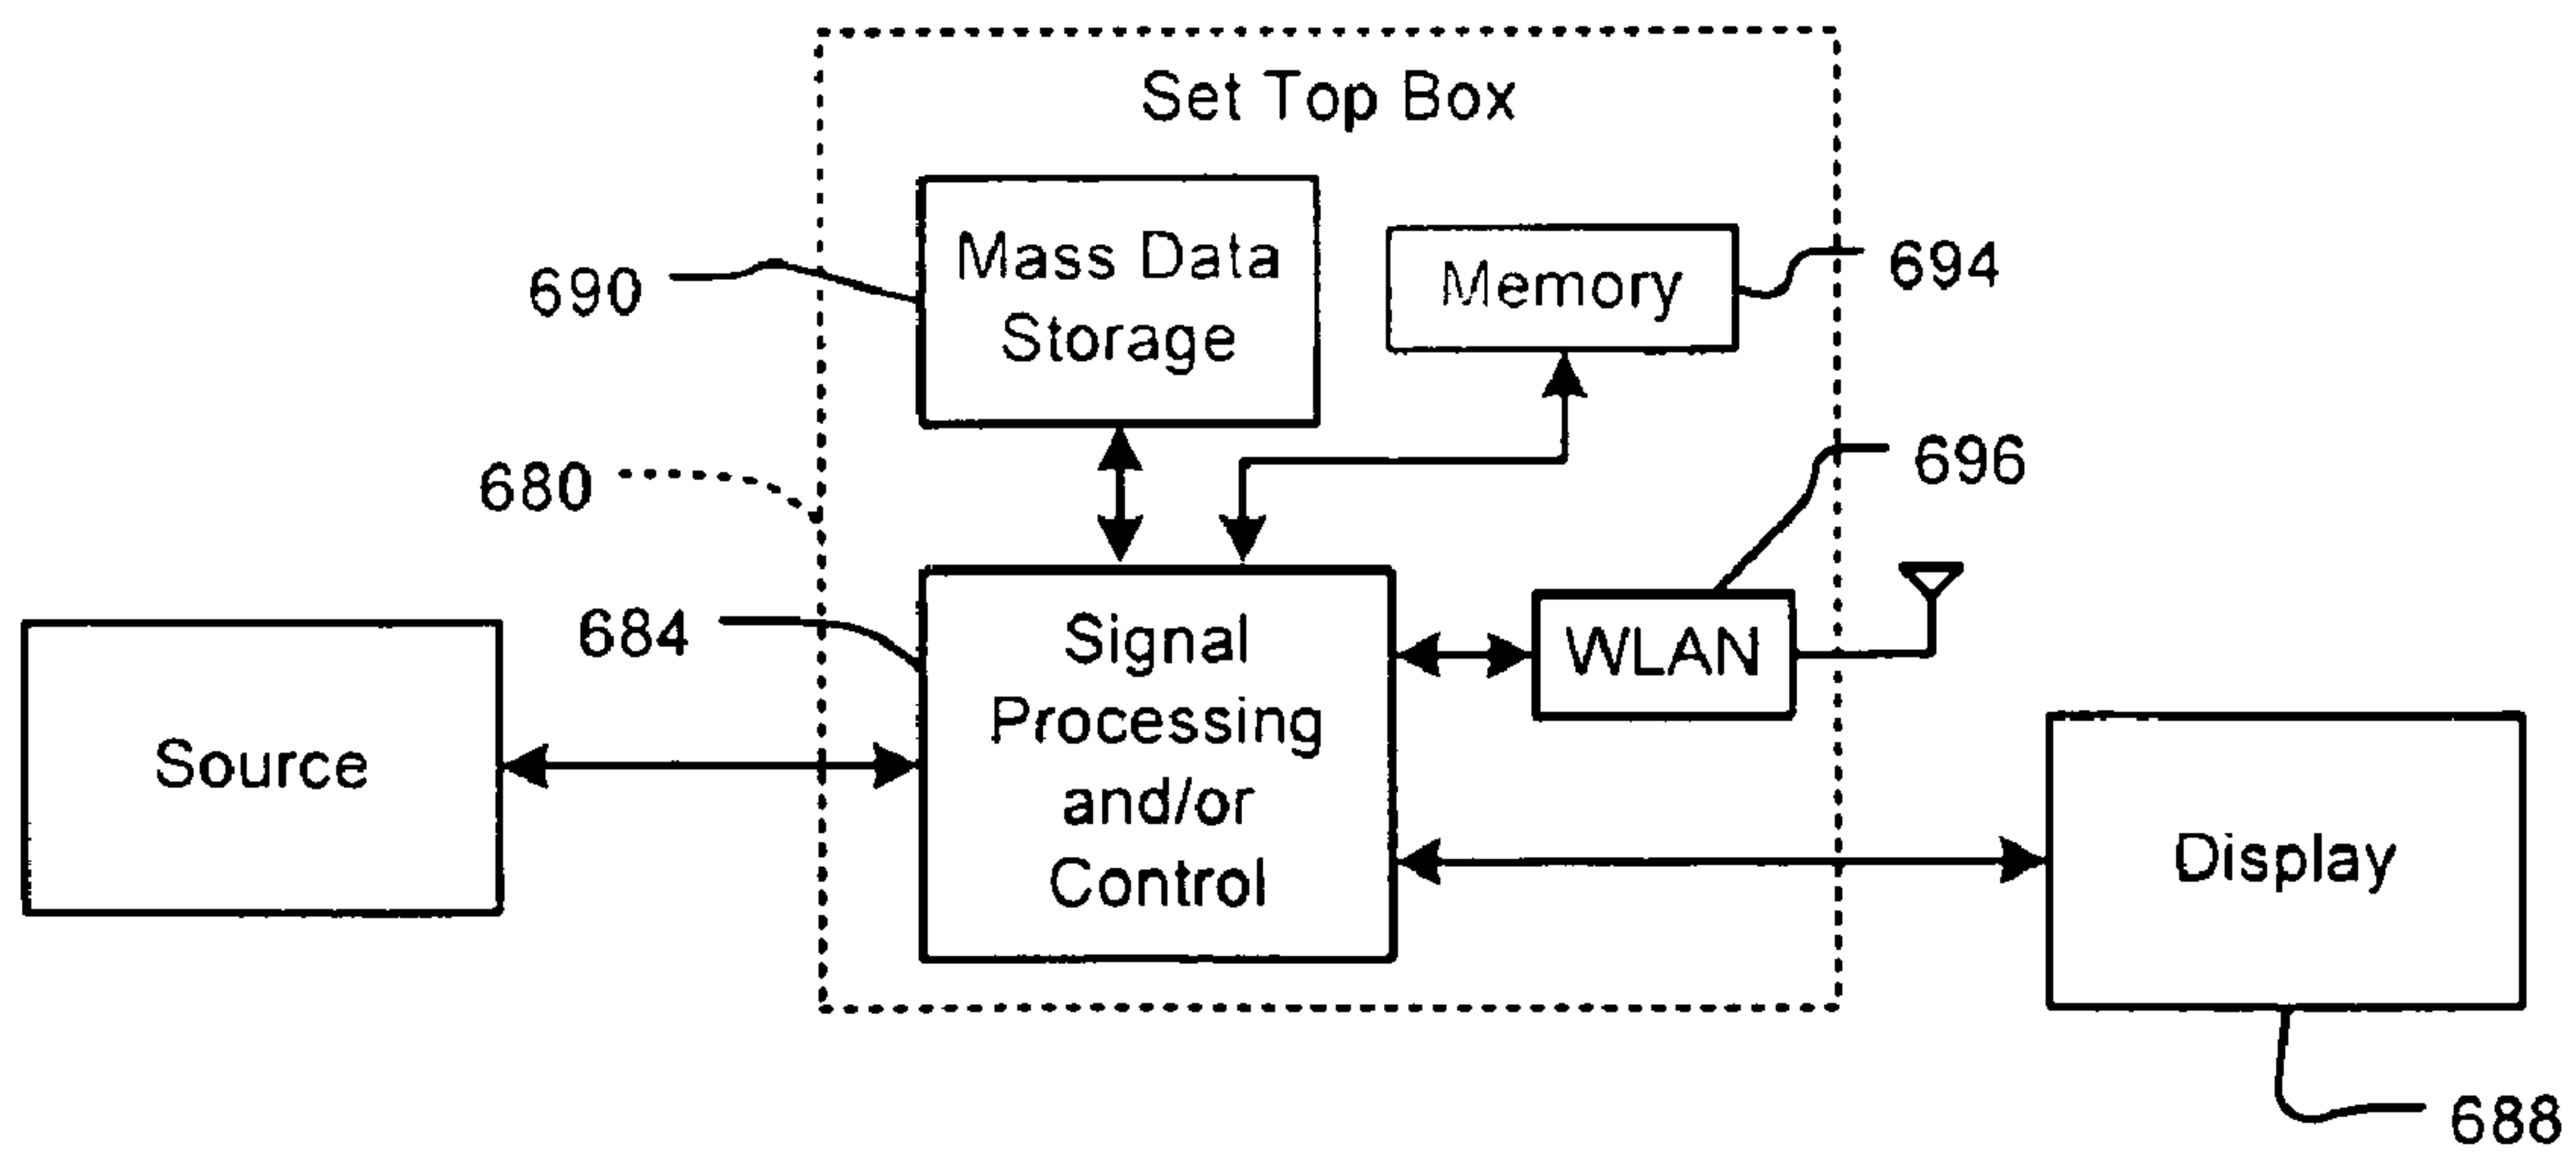 Set Top Box
Mass Data
Storage
690
Memory
694
680
696
684
Signal
Processing
and/or
Control
WLAN
Source
Display
688